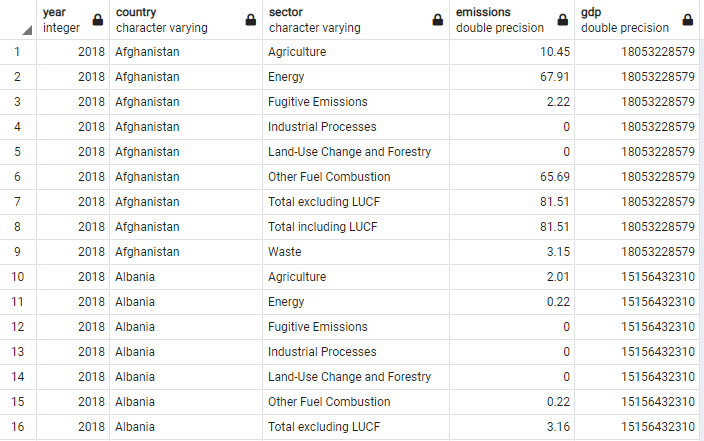 year country sector emissions gdp
integer character varying character varying double precision double precision
1 2018 Afghanistan Agriculture 10.45 18053228579
2 2018 Afghanistan Energy 67.91 18053228579
3 2018 Afghanistan Fugitive Emissions 2.22 18053228579
4 2018 Afghanistan Industrial Processes 0 18053228579
5 2018 Afghanistan Land-Use Change and Forestry 0 18053228579
6 2018 Afghanistan Other Fuel Combustion 65.69 18053228579
7 2018 Afghanistan Total excluding LUCF 81.51 18053228579
8 2018 Afghanistan Total including LUCF 81.51 18053228579
9 2018 Afghanistan Waste 3.15 18053228579
10 2018 Albania Agriculture 2.01 15156432310
11 2018 Albania Energy 0.22 15156432310
12 2018 Albania Fugitive Emissions 0 15156432310
13 2018 Albania Industrial Processes 0 15156432310
14 2018 Albania Land-Use Change and Forestry 0 15156432310
15 2018 Albania Other Fuel Combustion 0.22 15156432310
16 2018 Albania Total excluding LUCF 3.16 15156432310